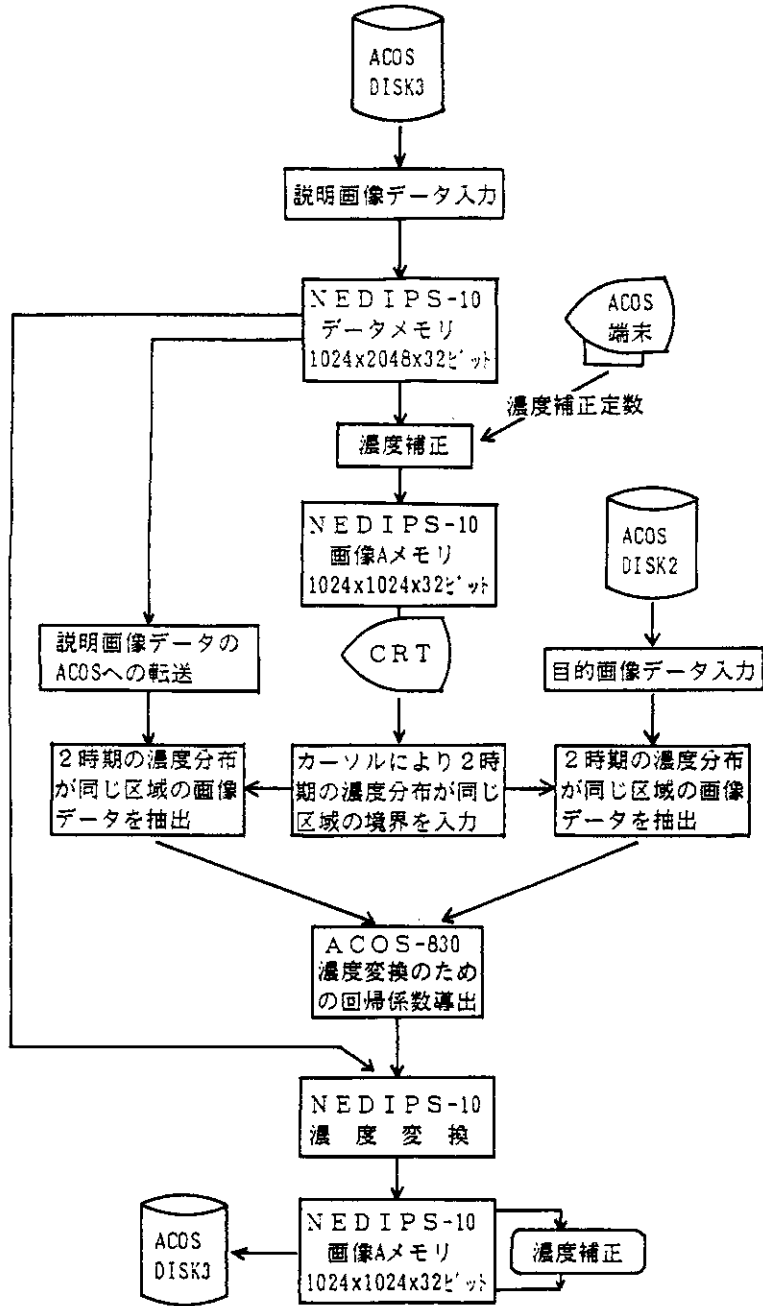 ACOS
DISK3
説明画像データ入力
NEDIPS-10
データメモリ
1024x2048x32ビット
ACOS
端末
濃度補正定数
濃度補正
NEDIPS-10
画像Aメモリ
1024x1024x32ビット
ACOS
DISK2
説明画像データの
ACOSへの転送
CRT
目的画像データ入力
2時期の濃度分布
が同じ区域の画像
データを抽出
カーソルにより2時
期の濃度分布が同じ
区域の境界を入力
2時期の濃度分布
が同じ区域の画像
データを抽出
ACOS-830
濃度変換のため
の回帰係数導出
NEDIPS-10
濃度変換
ACOS
DISK3
NEDIPS-10
画像Aメモリ
1024x1024x32ビット
濃度補正